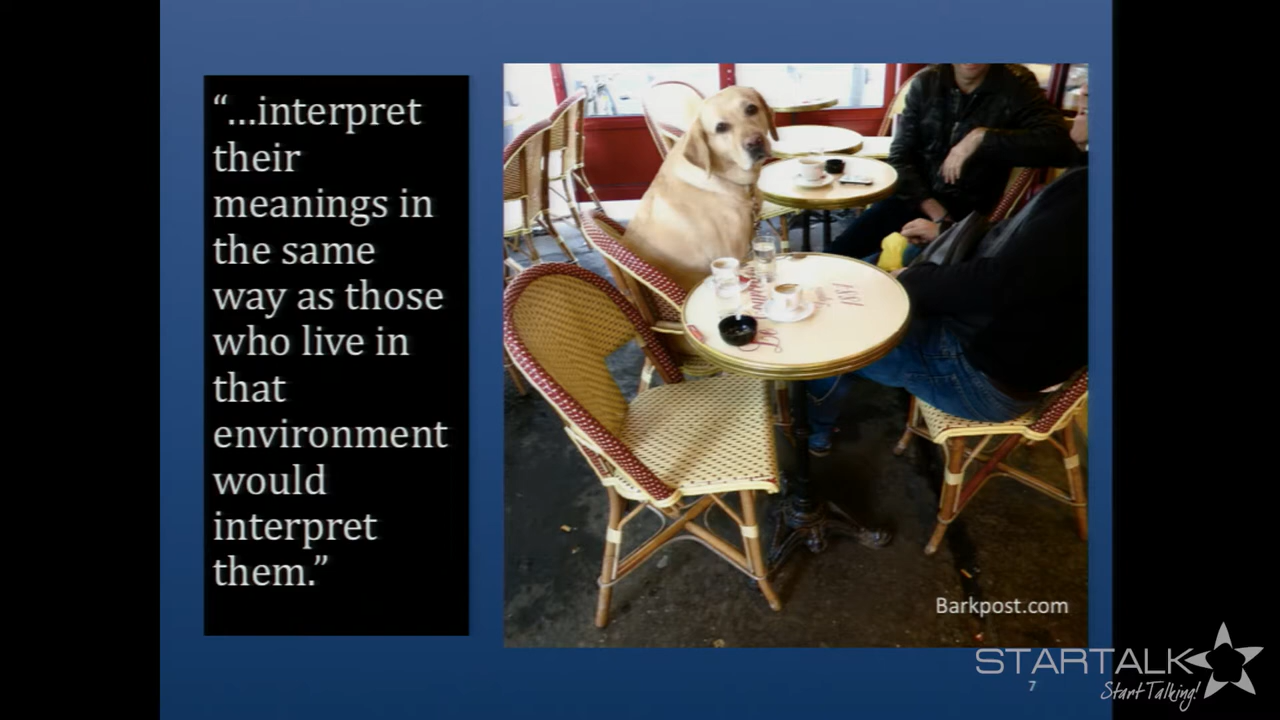 “...interpret
their
meanings in
the same
way as those
who live in
that
environment
would
interpret
them.”
1881
Barkpost.com
STARTALK
7
Start Talking!